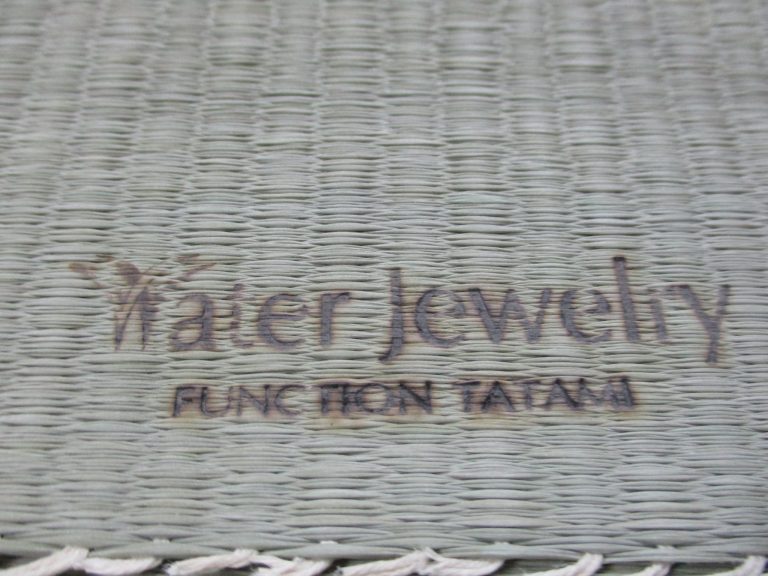 Water Jewelry
FUNCTION TATAMI